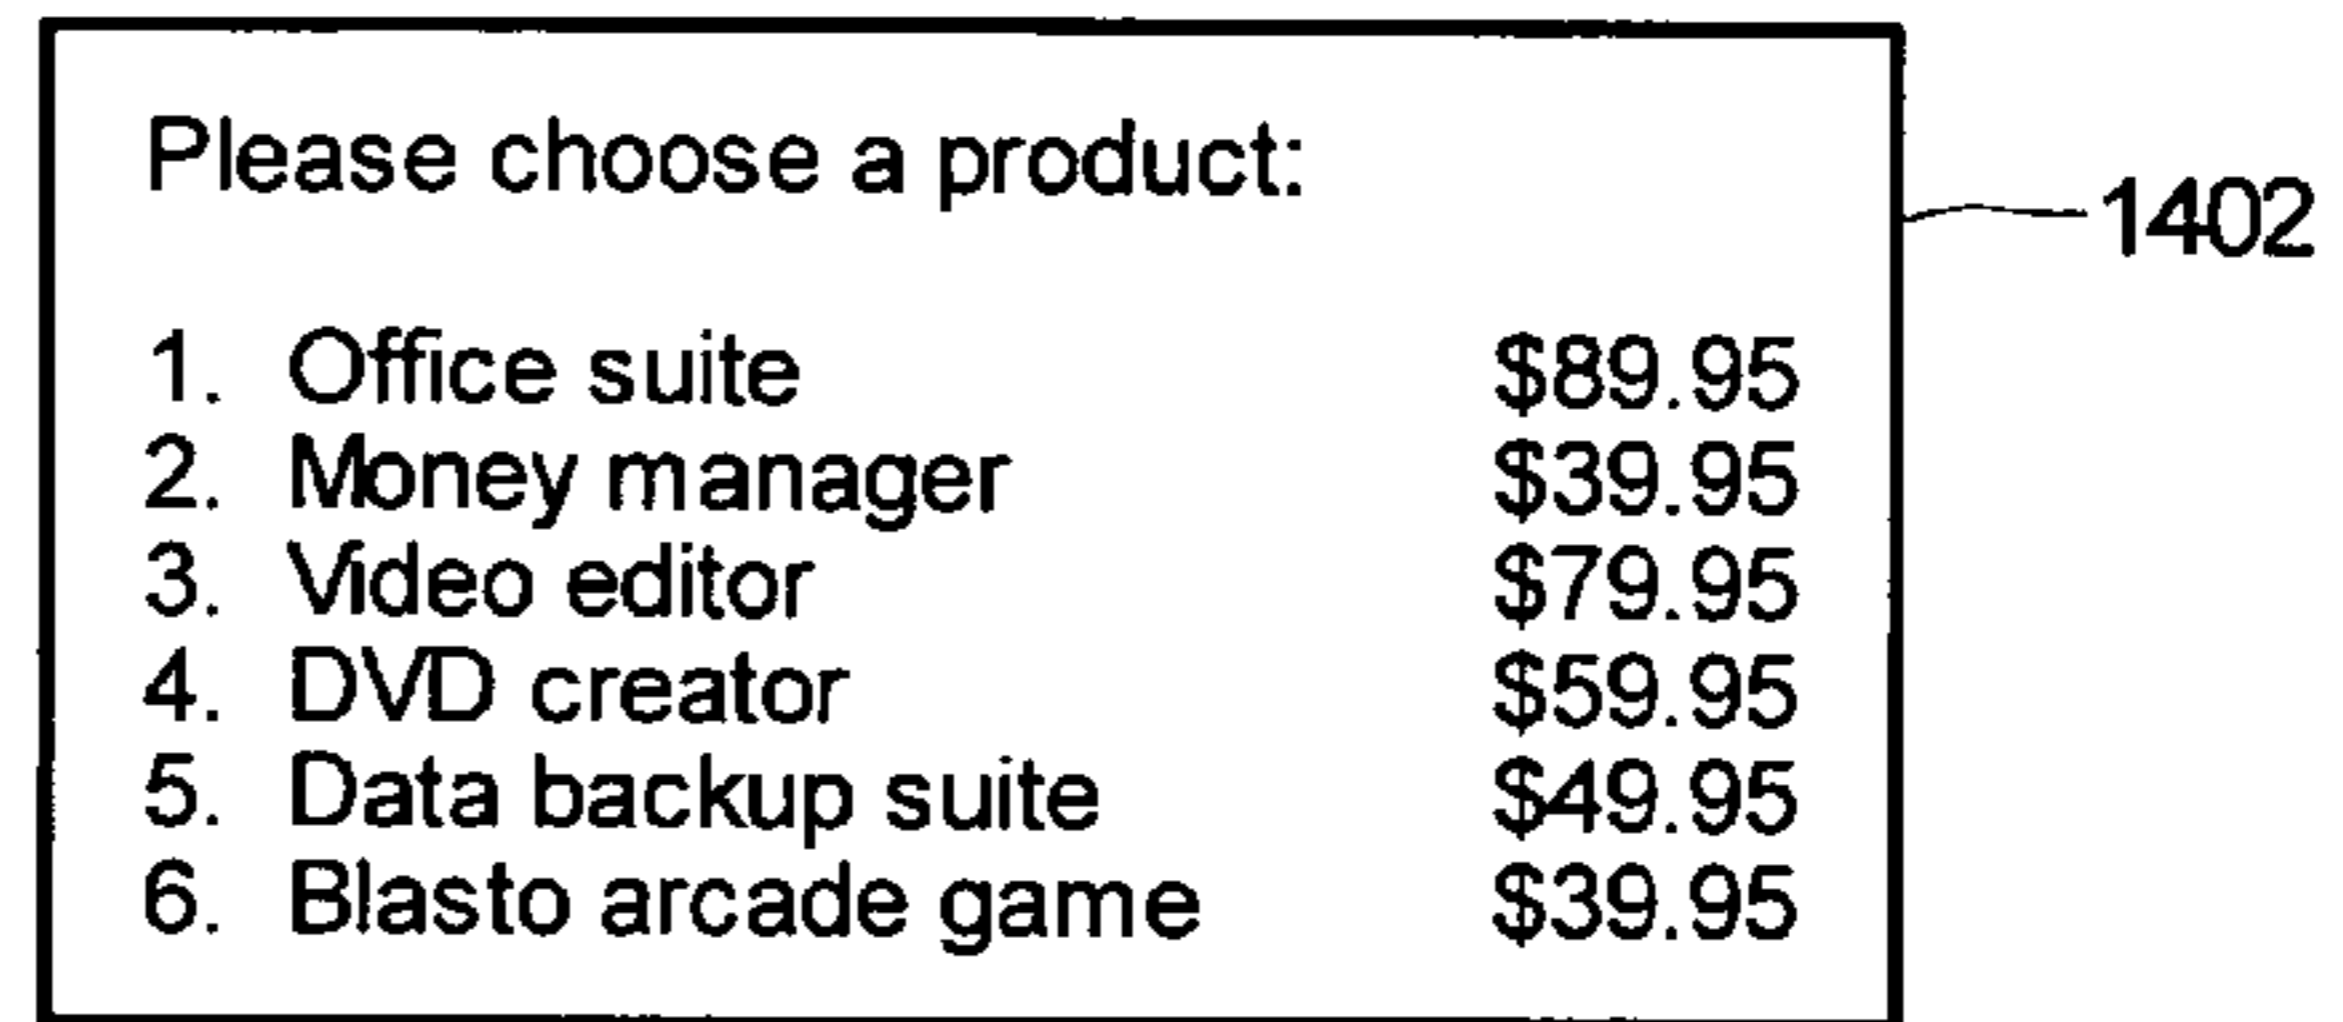 Please choose a product:
1402
1. Office suite $89.95
2. Money manager $39.95
3. Video editor $79.95
4. DVD creator $59.95
5. Data backup suite $49.95
6. Blasto arcade game $39.95